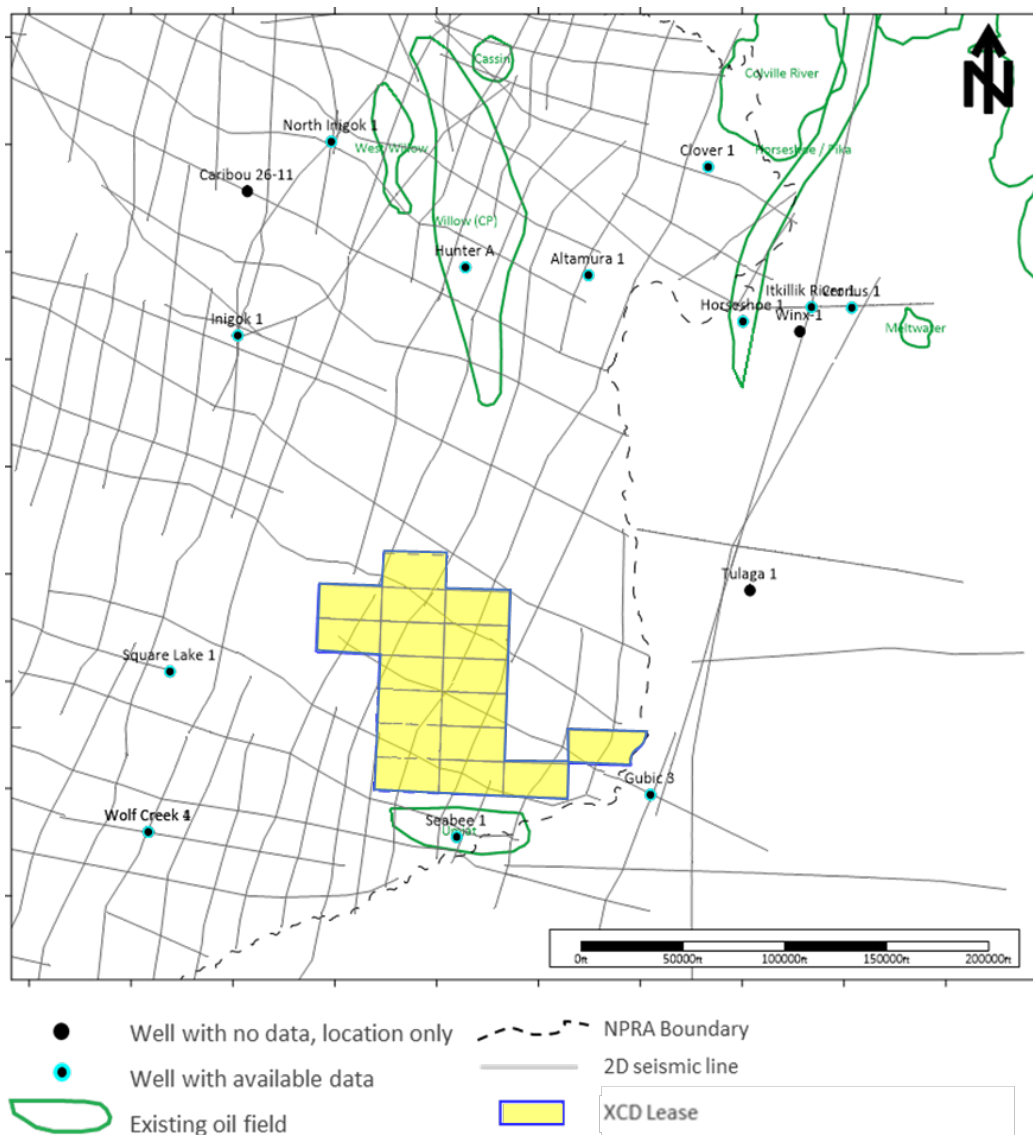 Cassin
Colville River
N
North Inigok 1
West Willow
Clover 1
Horseshoe / Pika
Caribou 26-11
Willow (CP)
Hunter A
Altamura 1
Itkillik River 1
Cronus 1
Horseshoe 1
Winx-1
Inigok 1
Meltwater
Tulaga 1
Square Lake 1
Gubic 3
Wolf Creek
Seabee 1
Umiat
0ft 50000ft 100000ft 150000ft 200000ft
Well with no data, location only
NPRA Boundary
Well with available data
2D seismic line
Existing oil field
XCD Lease